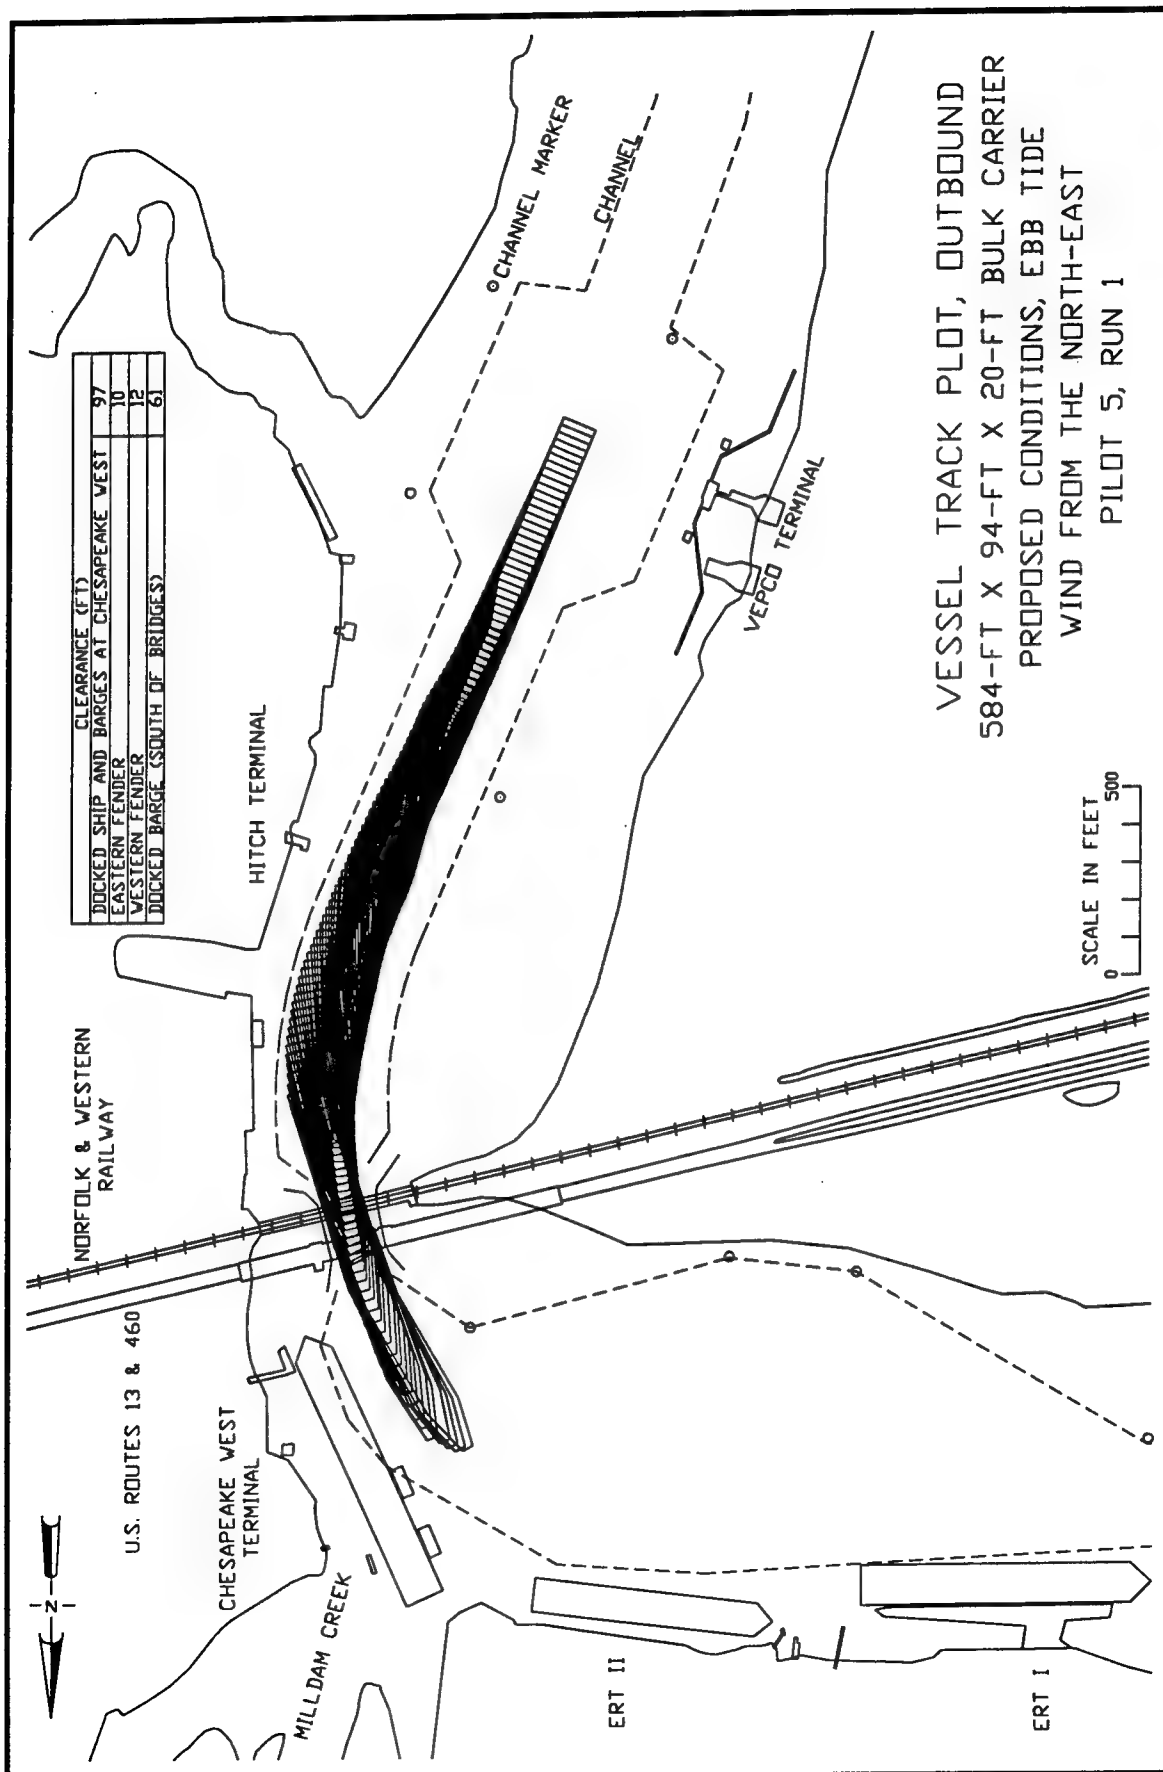 CLEARANCE (FT)
DOCKED SHIP AND BARGES AT CHESAPEAKE WEST 97
EASTERN FENDER 10
WESTERN FENDER 12
DOCKED BARGE (SOUTH OF BRIDGES) 61
CHANNEL MARKER
CHANNEL
HITCH TERMINAL
NORFOLK & WESTERN
RAILWAY
U.S. ROUTES 13 & 460
CHESAPEAKE WEST
TERMINAL
MILLDAM CREEK
N
VEPCO TERMINAL
ERT II
ERT I
SCALE IN FEET
0 500
VESSEL TRACK PLOT, OUTBOUND
584-FT X 94-FT X 20-FT BULK CARRIER
PROPOSED CONDITIONS, EBB TIDE
WIND FROM THE NORTH-EAST
PILOT 5, RUN 1